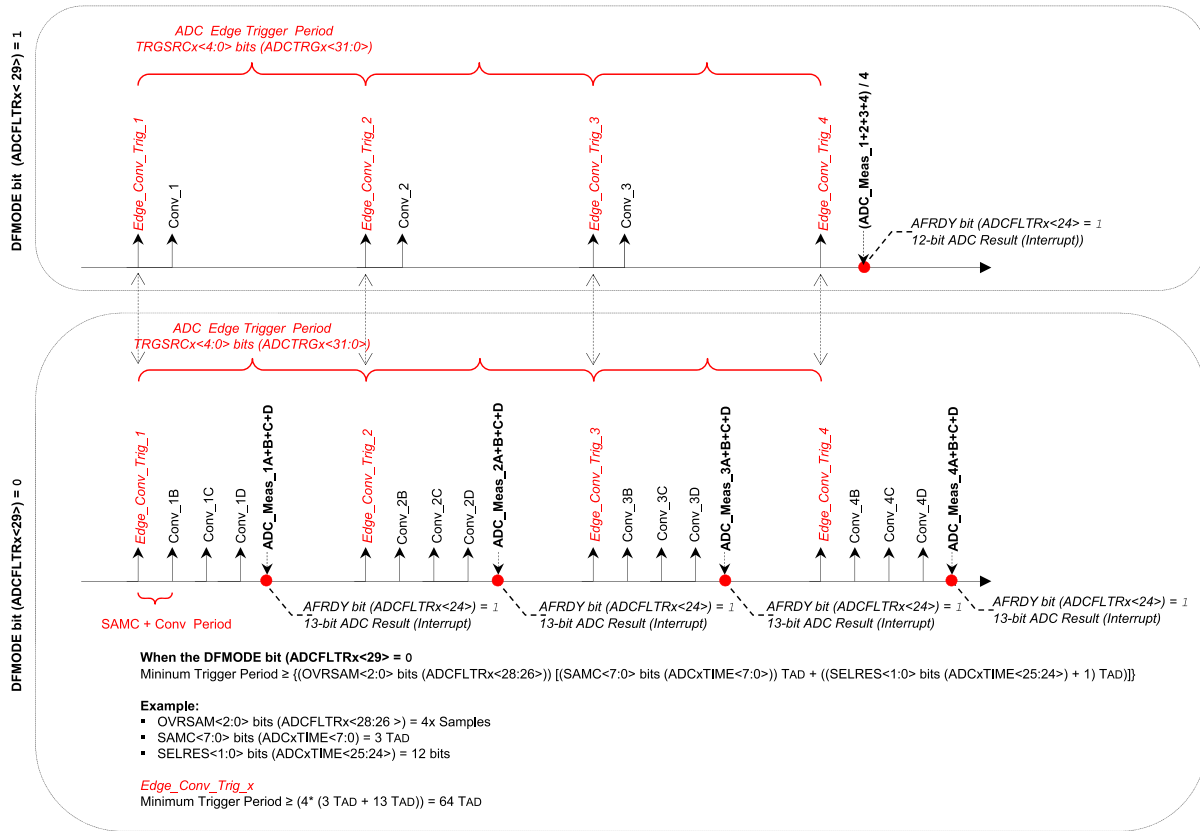 DFMODE bit  (ADCFLTRx< 29>) = 1
ADC  Edge Trigger  Period
TRGSRCx<4:0> bits (ADCTRGx<31:0>)
Edge_Conv_Trig_1
Conv_1
Edge_Conv_Trig_2
Conv_2
Edge_Conv_Trig_3
Conv_3
Edge_Conv_Trig_4
(ADC_Meas_1+2+3+4) / 4
AFRDY bit (ADCFLTRx<24> = 1
12-bit ADC Result (Interrupt))
DFMODE bit (ADCFLTRx<29>) = 0
ADC  Edge Trigger  Period
TRGSRCx<4:0> bits (ADCTRGx<31:0>)
Edge_Conv_Trig_1
Conv_1B
Conv_1C
Conv_1D
ADC_Meas_1A+B+C+D
Edge_Conv_Trig_2
Conv_2B
Conv_2C
Conv_2D
ADC_Meas_2A+B+C+D
Edge_Conv_Trig_3
Conv_3B
Conv_3C
Conv_3D
ADC_Meas_3A+B+C+D
Edge_Conv_Trig_4
Conv_4B
Conv_4C
Conv_4D
ADC_Meas_4A+B+C+D
SAMC + Conv  Period
AFRDY bit (ADCFLTRx<24>) = 1
13-bit ADC Result (Interrupt)
AFRDY bit (ADCFLTRx<24>) = 1
13-bit ADC Result (Interrupt)
AFRDY bit (ADCFLTRx<24>) = 1
13-bit ADC Result (Interrupt)
AFRDY bit (ADCFLTRx<24>) = 1
13-bit ADC Result (Interrupt)
When the DFMODE bit (ADCFLTRx<29> = 0
Mininum Trigger Period ≥ {(OVRSAM<2:0> bits (ADCFLTRx<28:26>)) [(SAMC<7:0> bits (ADCxTIME<7:0>)) TAD + ((SELRES<1:0> bits (ADCxTIME<25:24>) + 1) TAD)]}
Example:
▪ OVRSAM<2:0> bits (ADCFLTRx<28:26 >) = 4x Samples
▪ SAMC<7:0> bits (ADCxTIME<7:0) = 3 TAD
▪ SELRES<1:0> bits (ADCxTIME<25:24>) = 12 bits
Edge_Conv_Trig_x
Minimum Trigger Period ≥ (4* (3 TAD + 13 TAD)) = 64 TAD